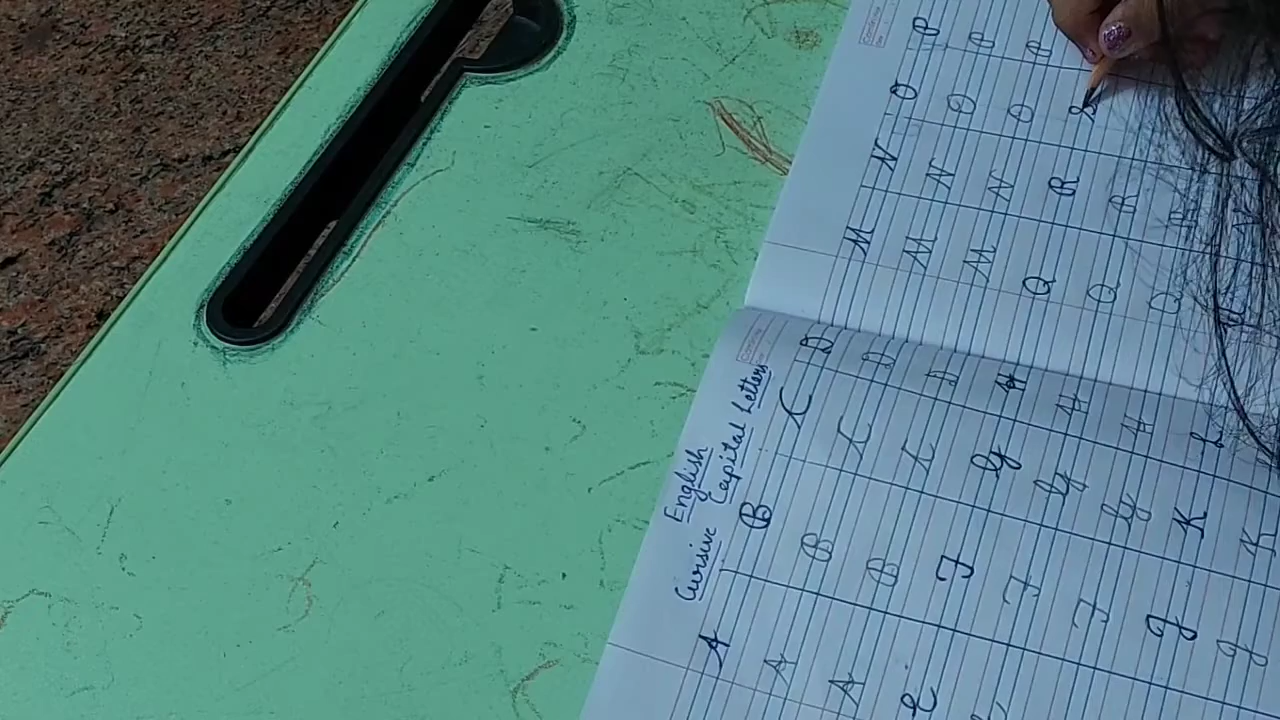 English
Cursive Capital Letters
A B C D
A B C D
A B C D
E F G H
F G H
F G H
J K L
J K
M N O P
M N O P
M N O P
Q R S
Q R
Q R